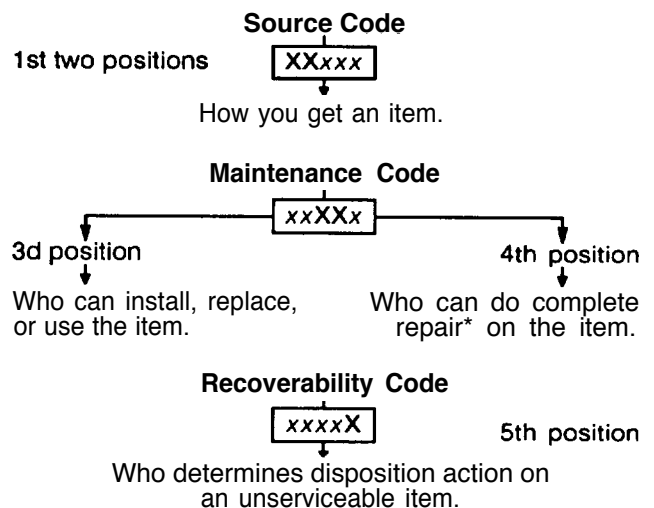 Source Code
1st two positions
XXxxx
How you get an item.
Maintenance Code
xxXXx
3d position
4th position
Who can install, replace,
or use the item.
Who can do complete
repair* on the item.
Recoverability Code
xxxxX
5th position
Who determines disposition action on
an unserviceable item.